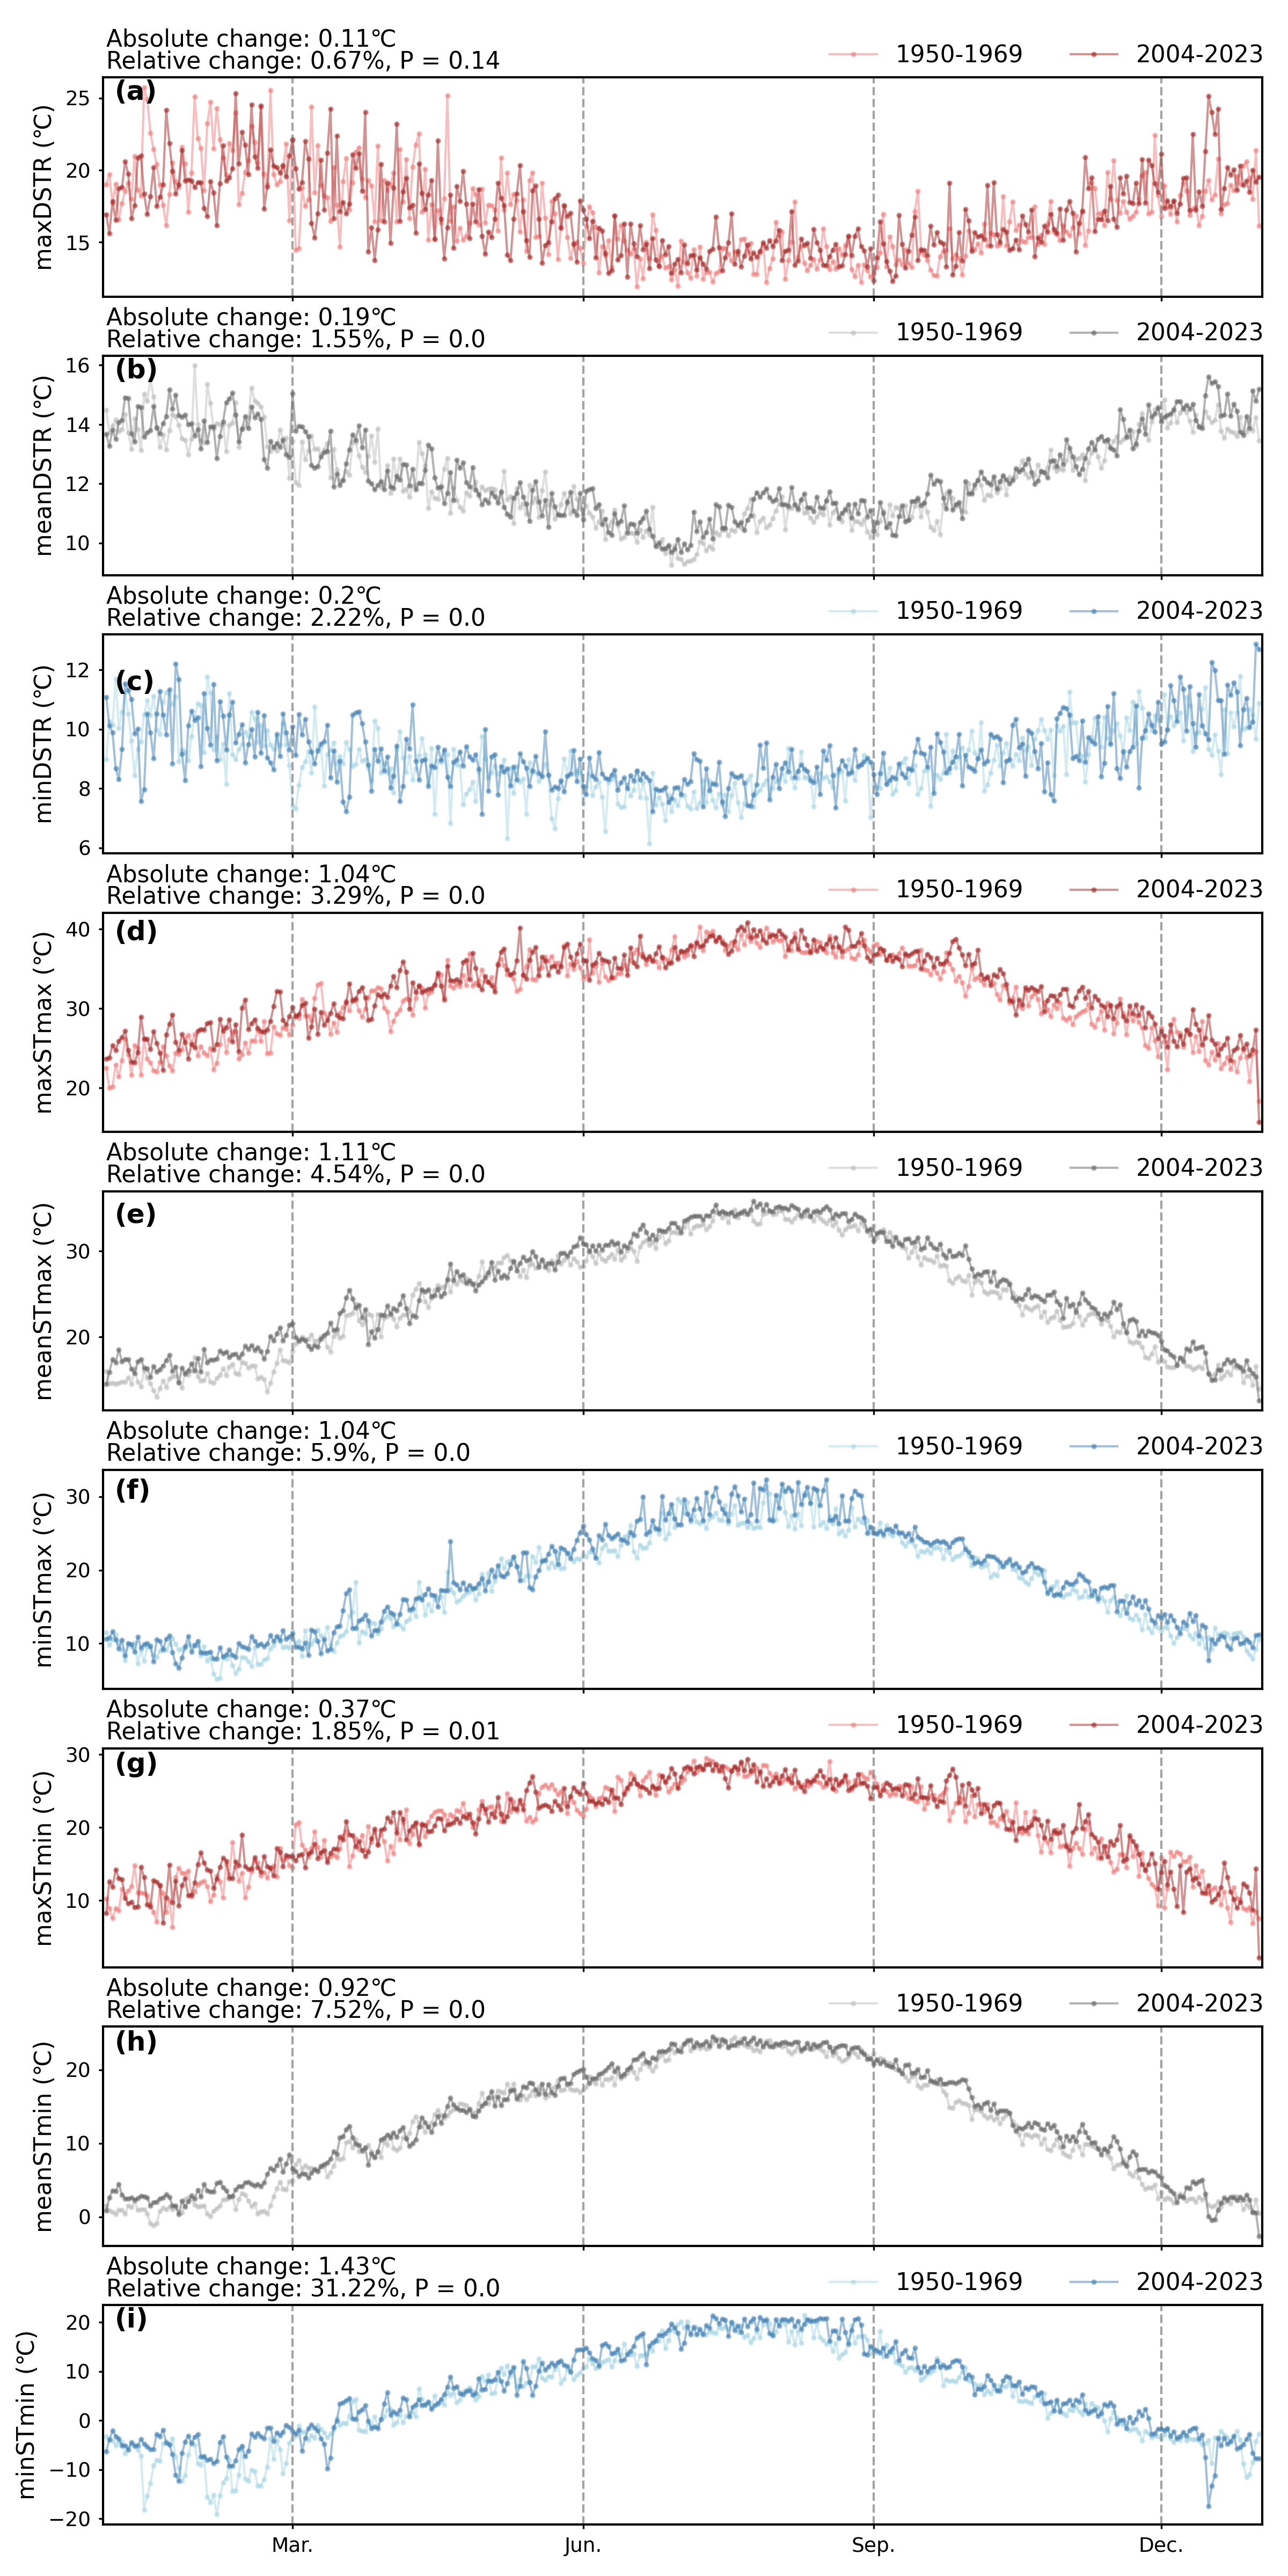 Absolute change: 0.11℃
Relative change: 0.67%, P = 0.14
1950-1969 2004-2023
(a)
maxDSTR (℃)
25
20
15
Absolute change: 0.19℃
Relative change: 1.55%, P = 0.0
1950-1969 2004-2023
(b)
meanDSTR (℃)
16
14
12
10
Absolute change: 0.2℃
Relative change: 2.22%, P = 0.0
1950-1969 2004-2023
(c)
minDSTR (℃)
12
10
8
6
Absolute change: 1.04℃
Relative change: 3.29%, P = 0.0
1950-1969 2004-2023
(d)
maxSTmax (℃)
40
30
20
Absolute change: 1.11℃
Relative change: 4.54%, P = 0.0
1950-1969 2004-2023
(e)
meanSTmax (℃)
30
20
Absolute change: 1.04℃
Relative change: 5.9%, P = 0.0
1950-1969 2004-2023
(f)
minSTmax (℃)
30
20
10
Absolute change: 0.37℃
Relative change: 1.85%, P = 0.01
1950-1969 2004-2023
(g)
maxSTmin (℃)
30
20
10
Absolute change: 0.92℃
Relative change: 7.52%, P = 0.0
1950-1969 2004-2023
(h)
meanSTmin (℃)
20
10
0
Absolute change: 1.43℃
Relative change: 31.22%, P = 0.0
1950-1969 2004-2023
(i)
minSTmin (℃)
20
10
0
−10
−20
Mar. Jun. Sep. Dec.